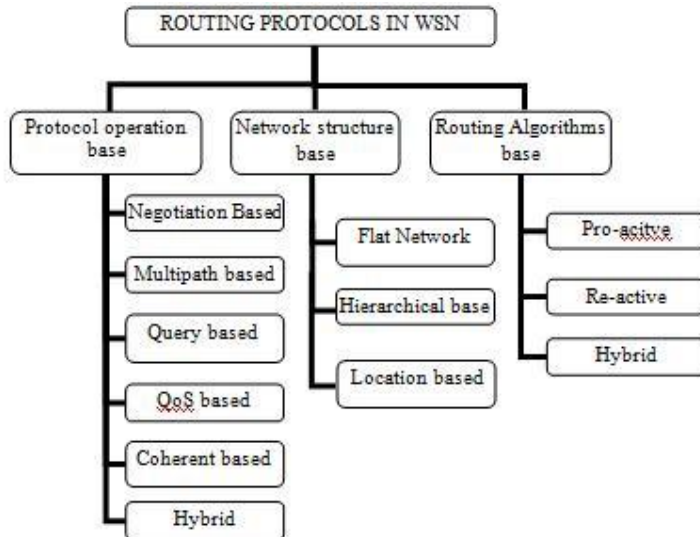 ROUTING PROTOCOLS IN WSN
Protocol operation
base
Network structure
base
Routing Algorithms
base
Negotiation Based
Multipath based
Query based
QoS based
Coherent based
Hybrid
Flat Network
Hierarchical base
Location based
Pro-acitve
Re-active
Hybrid